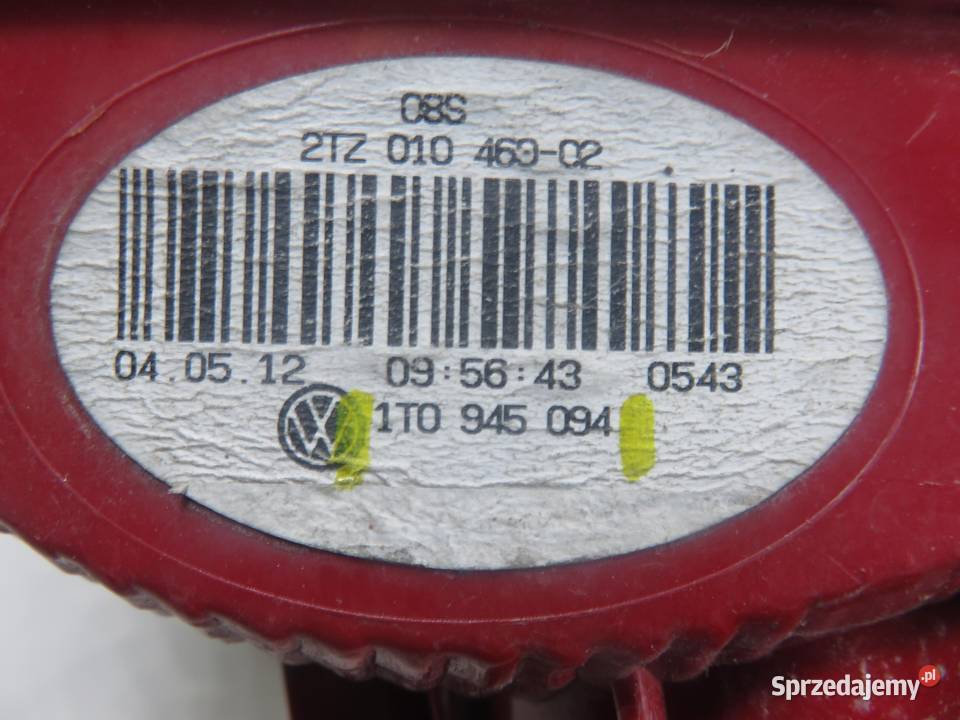 08S
2TZ 010 469-02
04.05.12 09:56:43 0543
1T0 945 094
Sprzedajemy.pl